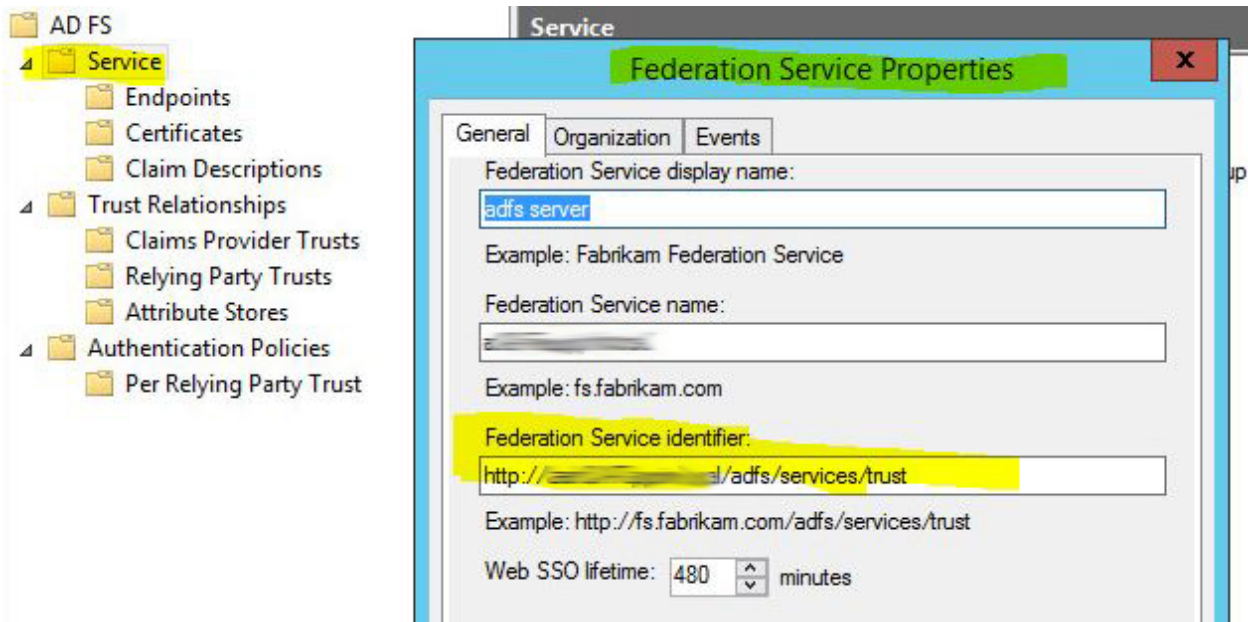 AD FS
Service
Endpoints
Certificates
Claim Descriptions
Trust Relationships
Claims Provider Trusts
Relying Party Trusts
Attribute Stores
Authentication Policies
Per Relying Party Trust
Service
Federation Service Properties
x
General Organization Events
Federation Service display name:
adfs server
Example: Fabrikam Federation Service
Federation Service name:
Example: fs.fabrikam.com
Federation Service identifier:
http:// /adfs/services/trust
Example: http://fs.fabrikam.com/adfs/services/trust
Web SSO lifetime: 480 minutes
up